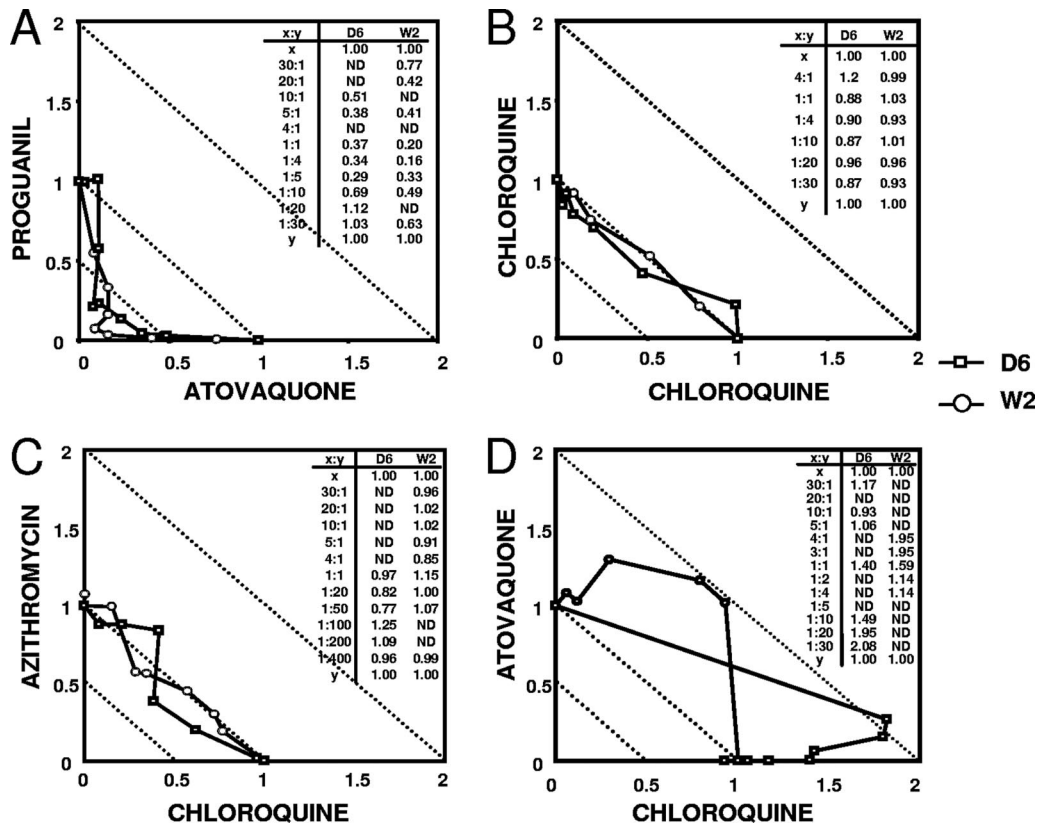 A
PROGUANIL
2
1.5
1
0.5
0
0 0.5 1 1.5 2
ATOVAQUONE
x:y D6 W2
x 1.00 1.00
30:1 ND 0.77
20:1 ND 0.42
10:1 0.51 ND
5:1 0.38 0.41
4:1 ND ND
1:1 0.37 0.20
1:4 0.34 0.16
1:5 0.29 0.33
1:10 0.69 0.49
1:20 1.12 ND
1:30 1.03 0.63
y 1.00 1.00
B
CHLOROQUINE
2
1.5
1
0.5
0
0 0.5 1 1.5 2
CHLOROQUINE
x:y D6 W2
x 1.00 1.00
4:1 1.2 0.99
1:1 0.88 1.03
1:4 0.90 0.93
1:10 0.87 1.01
1:20 0.96 0.96
1:30 0.87 0.93
y 1.00 1.00
D6
W2
C
AZITHROMYCIN
2
1.5
1
0.5
0
0 0.5 1 1.5 2
CHLOROQUINE
x:y D6 W2
x 1.00 1.00
30:1 ND 0.96
20:1 ND 1.02
10:1 ND 1.02
5:1 ND 0.91
4:1 ND 0.85
1:1 0.97 1.15
1:20 0.82 1.00
1:50 0.77 1.07
1:100 1.25 ND
1:200 1.09 ND
1:400 0.96 0.99
y 1.00 1.00
D
ATOVAQUONE
2
1.5
1
0.5
0
0 0.5 1 1.5 2
CHLOROQUINE
x:y D6 W2
x 1.00 1.00
30:1 1.17 ND
20:1 ND ND
10:1 0.93 ND
5:1 1.06 ND
4:1 ND 1.95
3:1 ND 1.95
1:1 1.40 1.59
1:2 ND 1.14
1:4 ND 1.14
1:5 ND ND
1:10 1.49 ND
1:20 1.95 ND
1:30 2.08 ND
y 1.00 1.00